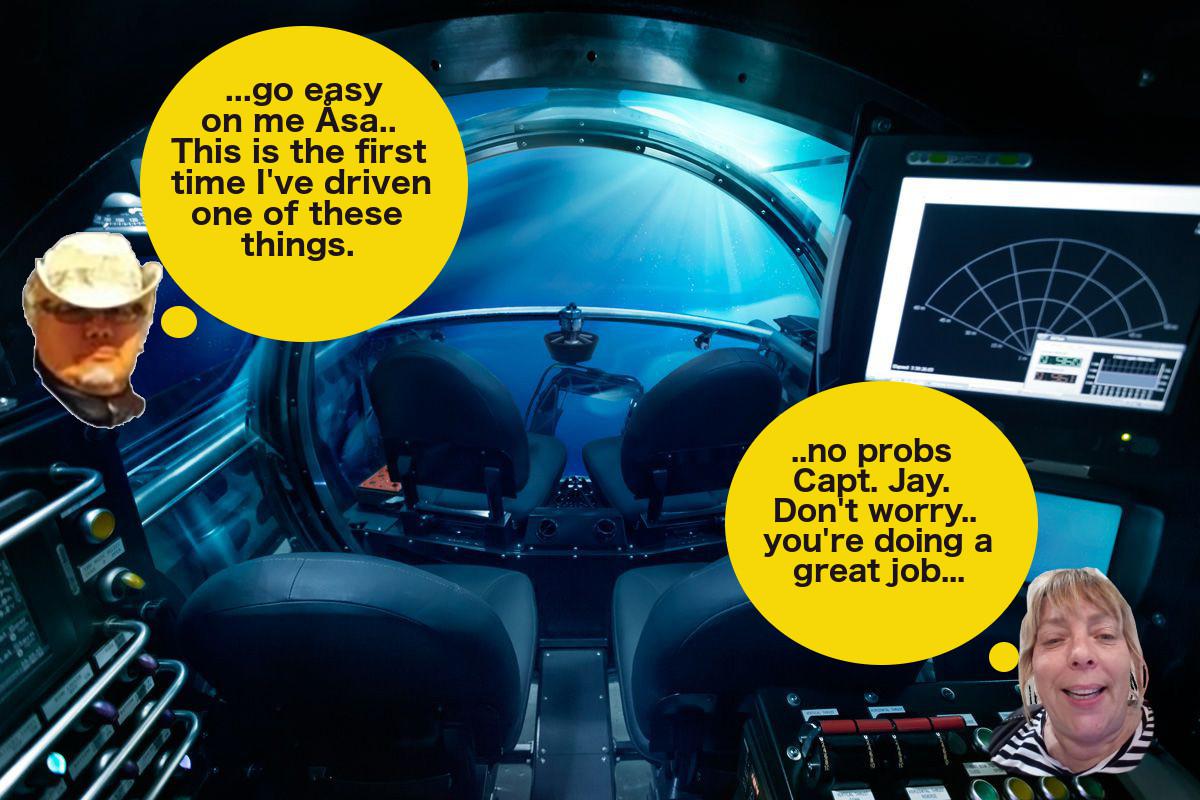 ...go easy
on me Åsa..
This is the first
time I've driven
one of these
things.
..no probs
Capt. Jay.
Don't worry..
you're doing a
great job...